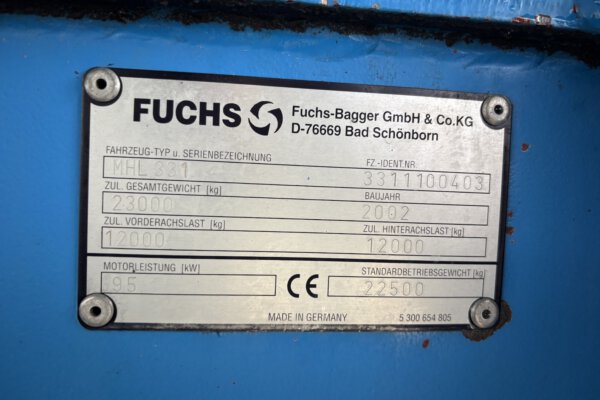 FUCHS
Fuchs-Bagger GmbH & Co.KG
D-76669 Bad Schönborn
FAHRZEUG-TYP u. SERIENBEZEICHNUNG FZ.-IDENT.NR.
MHL 331 3311100403
ZUL. GESAMTGEWICHT [kg] BAUJAHR
23000 2002
ZUL. VORDERACHSLAST [kg] ZUL. HINTERACHSLAST [kg]
12000 12000
MOTORLEISTUNG [kW] STANDARDBETRIEBSGEWICHT [kg]
95 CE 22500
MADE IN GERMANY 5 300 654 805